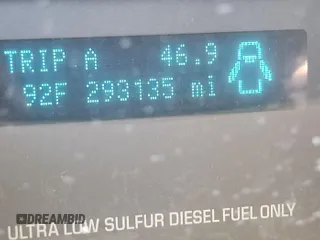 TRIP A 46.9
92F 293135 mi
ULTRA LOW SULFUR DIESEL FUEL ONLY
DREAMBID